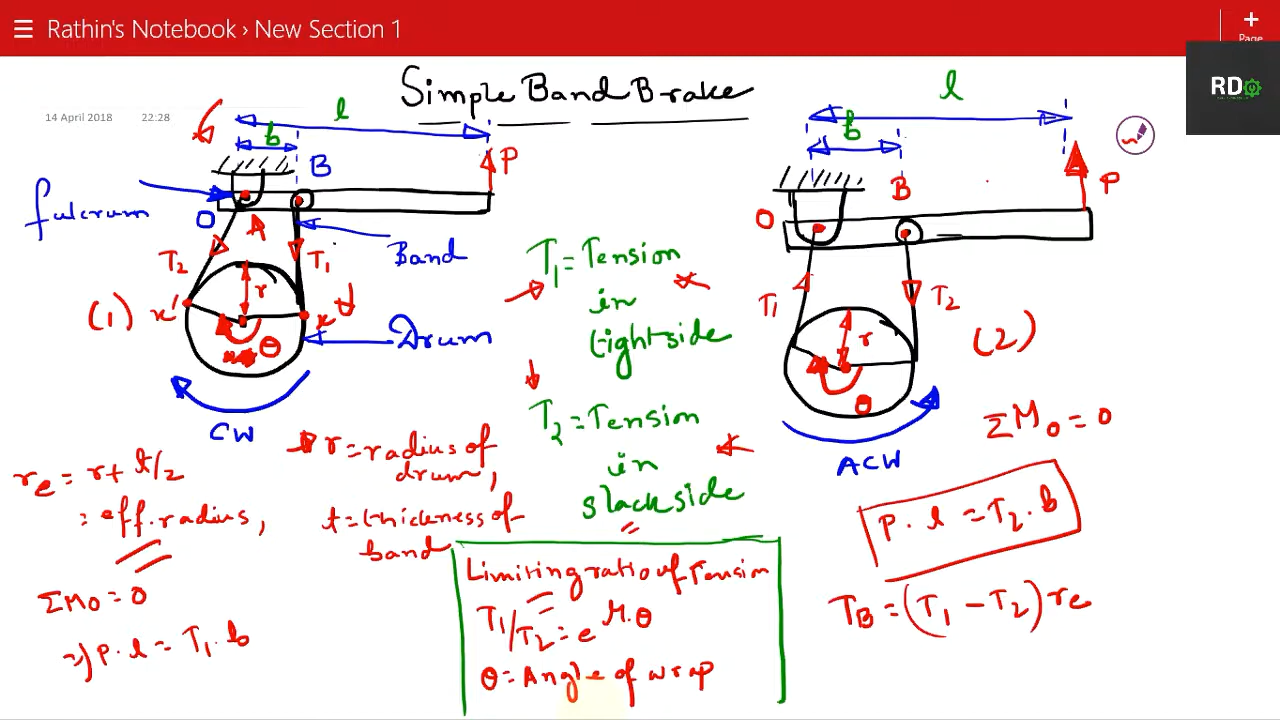 Rathin's Notebook › New Section 1
+
Page
RD
14 April 2018 22:28
Simple Band Brake
l
b
B
P
fulcrum
O
T2
T1
Band
r
(1)
x'
x
θ
Drum
CW
T1 = Tension
in
tight side
T2 = Tension
in
slack side
l
b
B
P
O
T1
T2
r
(2)
θ
ACW
re = r + t/2
= eff. radius,
r = radius of
drum,
t = thickness of
band
ΣMo = 0
=> P. l = T1. b
Limiting ratio of Tension
T1/T2 = e^μ.θ
θ = Angle of wrap
ΣMo = 0
P. l = T2. b
TB = (T1 - T2) re